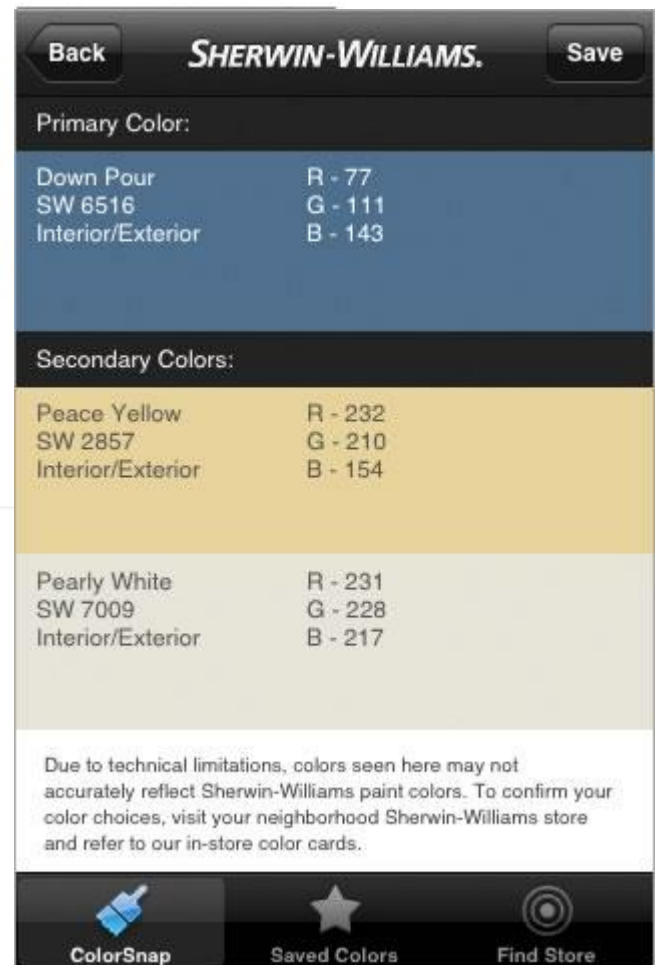 Back SHERWIN-WILLIAMS. Save
Primary Color:
Down Pour R - 77
SW 6516 G - 111
Interior/Exterior B - 143
Secondary Colors:
Peace Yellow R - 232
SW 2857 G - 210
Interior/Exterior B - 154
Pearly White R - 231
SW 7009 G - 228
Interior/Exterior B - 217
Due to technical limitations, colors seen here may not
accurately reflect Sherwin-Williams paint colors. To confirm your
color choices, visit your neighborhood Sherwin-Williams store
and refer to our in-store color cards.
ColorSnap Saved Colors Find Store